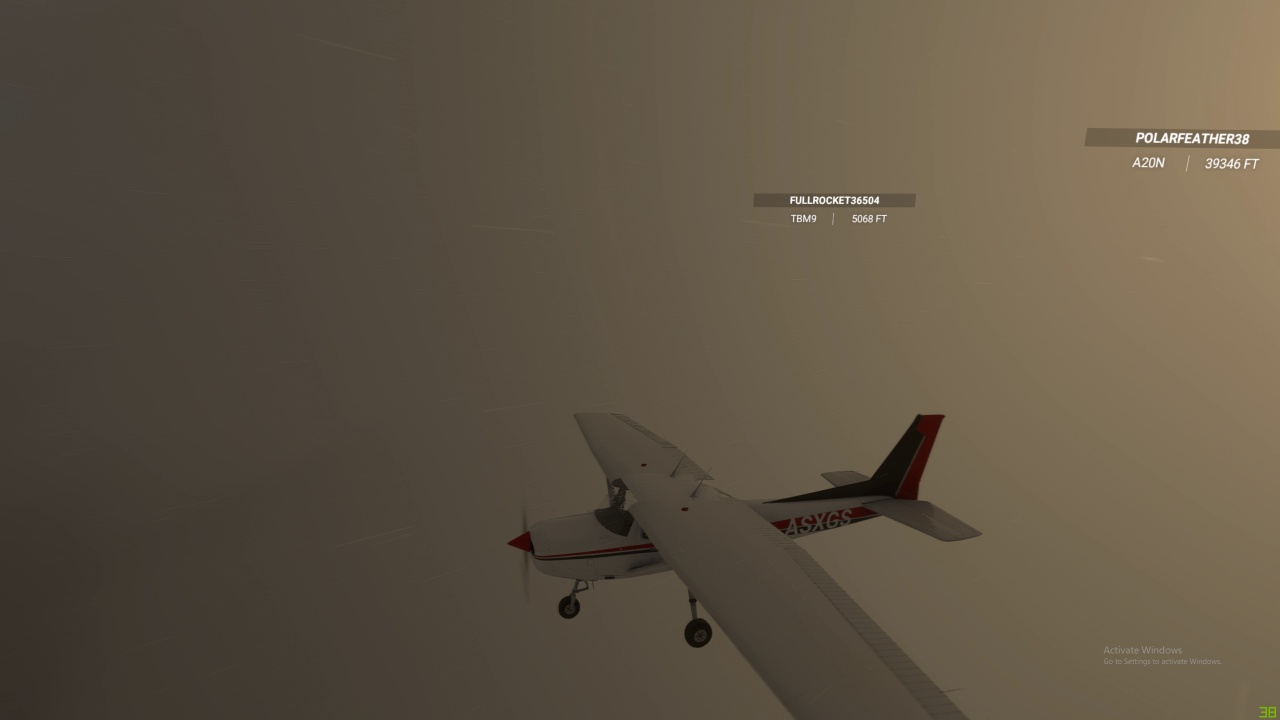 POLARFEATHER38
A20N | 39346 FT
FULLROCKET36504
TBM9 | 5068 FT
ASXGS
Activate Windows
Go to Settings to activate Windows.
38